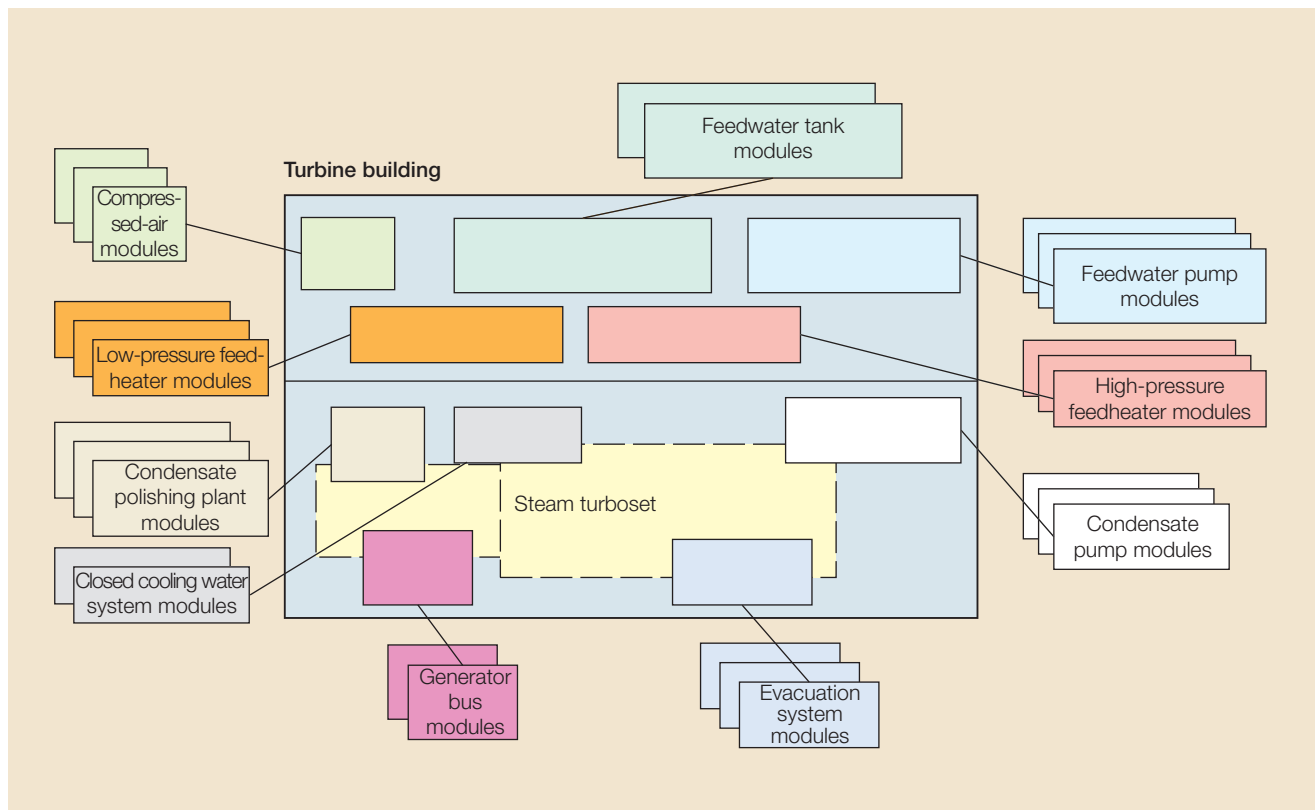 Feedwater tank
modules
Turbine building
Compres-
sed-air
modules
Feedwater pump
modules
Low-pressure feed-
heater modules
High-pressure
feedheater modules
Condensate
polishing plant
modules
Steam turboset
Condensate
pump modules
Closed cooling water
system modules
Generator
bus
modules
Evacuation
system
modules